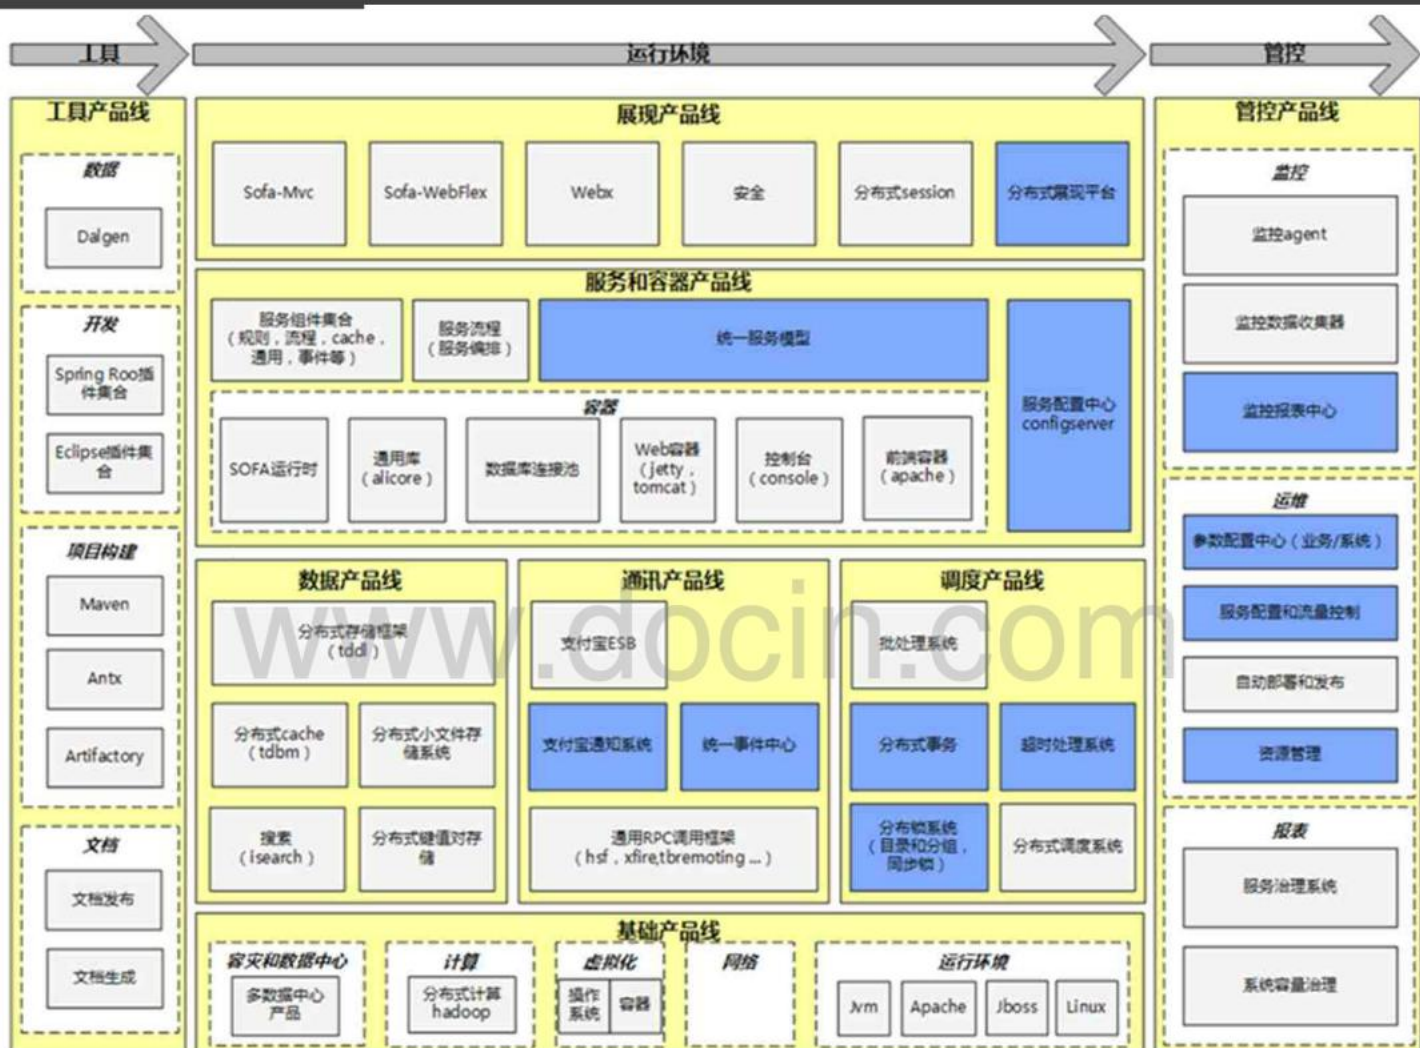 工具
运行环境
管控
工具产品线
数据
Dalgen
开发
Spring Roo插
件集合
Eclipse插件集
合
项目构建
Maven
Antx
Artifactory
文档
文档发布
文档生成
展现产品线
Sofa-Mvc
Sofa-WebFlex
Webx
安全
分布式session
分布式展现平台
服务和容器产品线
服务组件集合
（规则，流程，cache，
通用，事件等）
服务流程
（服务编排）
统一服务模型
服务配置中心
configserver
容器
SOFA运行时
通用库
（alicore）
数据库连接池
Web容器
（jetty，
tomcat）
控制台
（console）
前端容器
（apache）
数据产品线
分布式存储框架
（tddl）
分布式cache
（tdbm）
分布式小文件存
储系统
搜索
（isearch）
分布式键值对存
储
通讯产品线
支付宝ESB
支付宝通知系统
统一事件中心
通用RPC调用框架
（hsf，xfire,tbremoting ...）
调度产品线
批处理系统
分布式事务
超时处理系统
分布锁系统
（目录和分组，
同步锁）
分布式调度系统
基础产品线
容灾和数据中心
多数据中心
产品
计算
分布式计算
hadoop
虚拟化
操作
系统
容器
网络
运行环境
Jvm
Apache
Jboss
Linux
管控产品线
监控
监控agent
监控数据收集器
监控报表中心
运维
参数配置中心（业务/系统）
服务配置和流量控制
自动部署和发布
资源管理
报表
服务治理系统
系统容量治理
www.docin.com